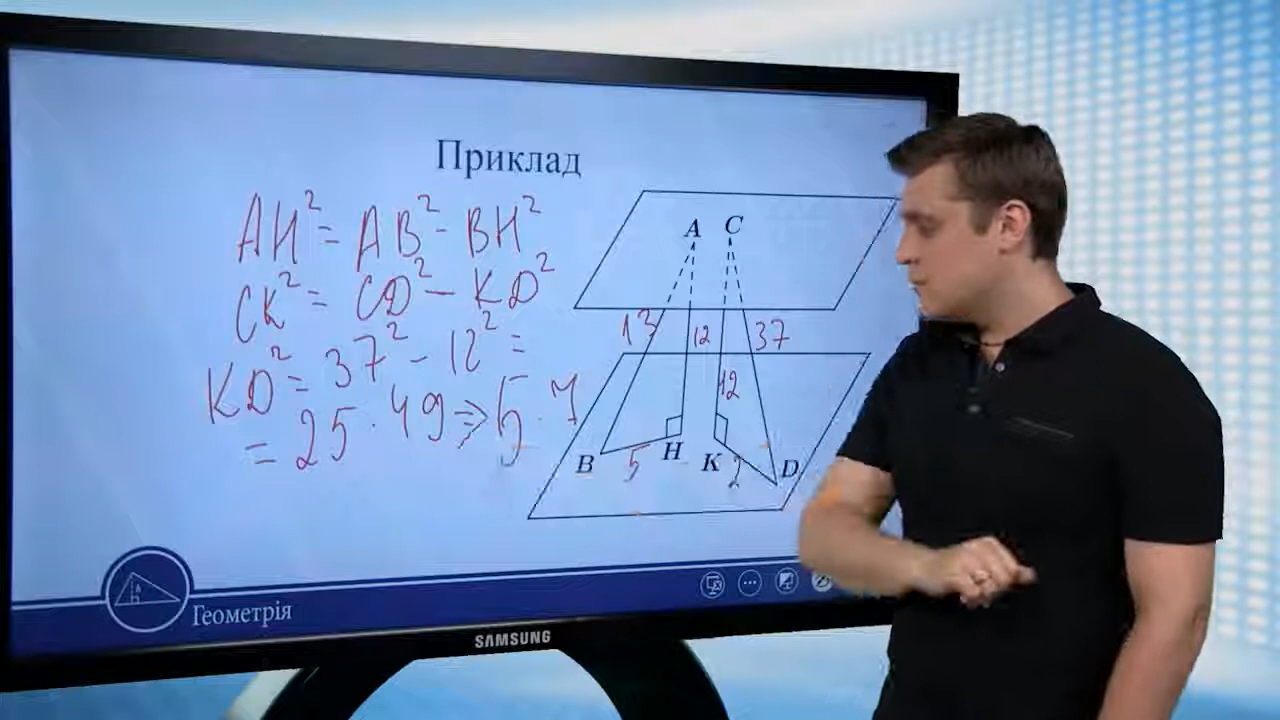 Приклад
AH² = AB² - BH²
CK² = CD² - KD²
KD² = 37² - 12² =
= 25 · 49 => 5 · 7
A C
13 12 37
12
B 5 H K 2 D
Геометрія
SAMSUNG